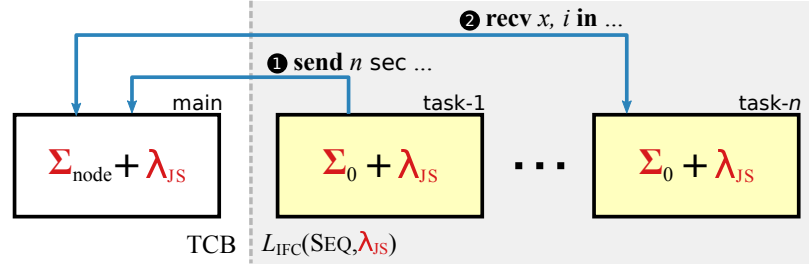 ❷ recv x, i in ...
❶ send n sec ...
main task-1 task-n
Σnode + λJS Σ0 + λJS ... Σ0 + λJS
TCB LIFC(SEQ,λJS)